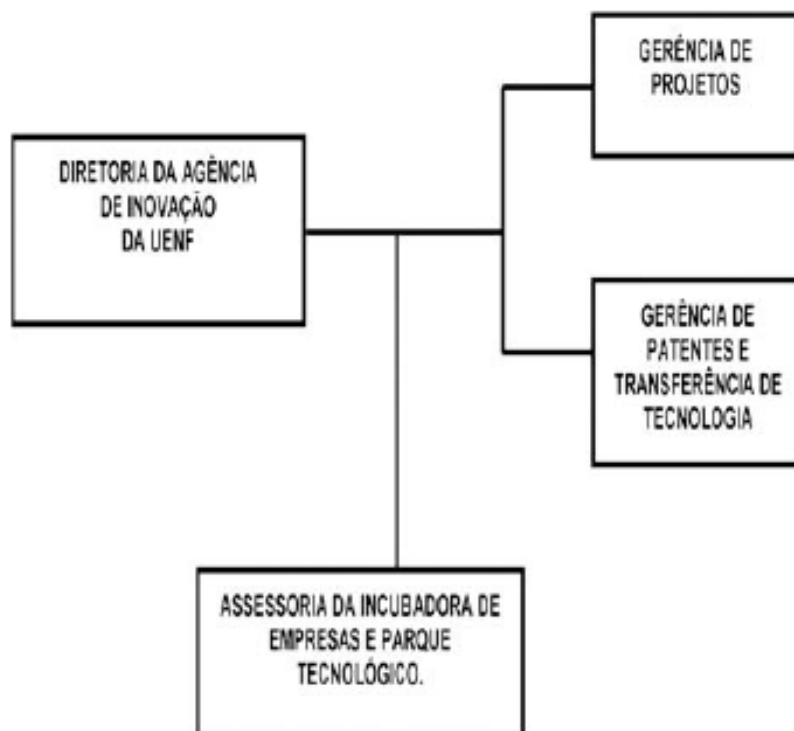 GERÊNCIA DE
PROJETOS
DIRETORIA DA AGÊNCIA
DE INOVAÇÃO
DA UENF
GERÊNCIA DE
PATENTES E
TRANSFERÊNCIA DE
TECNOLOGIA
ASSESSORIA DA INCUBADORA DE
EMPRESAS E PARQUE
TECNOLÓGICO.